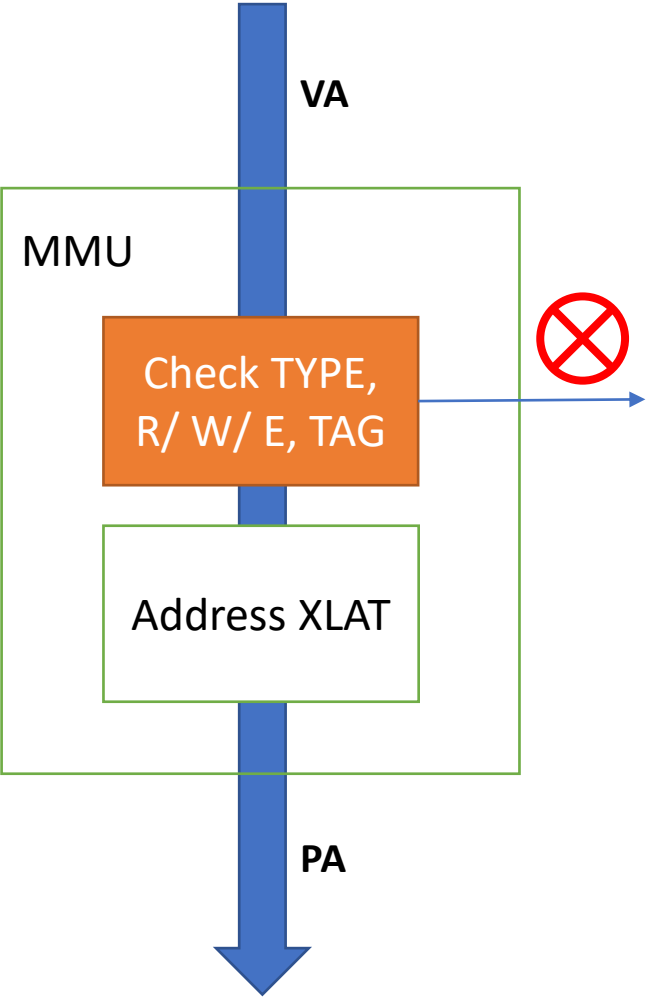 VA
MMU
Check TYPE,
R/ W/ E, TAG
Address XLAT
PA